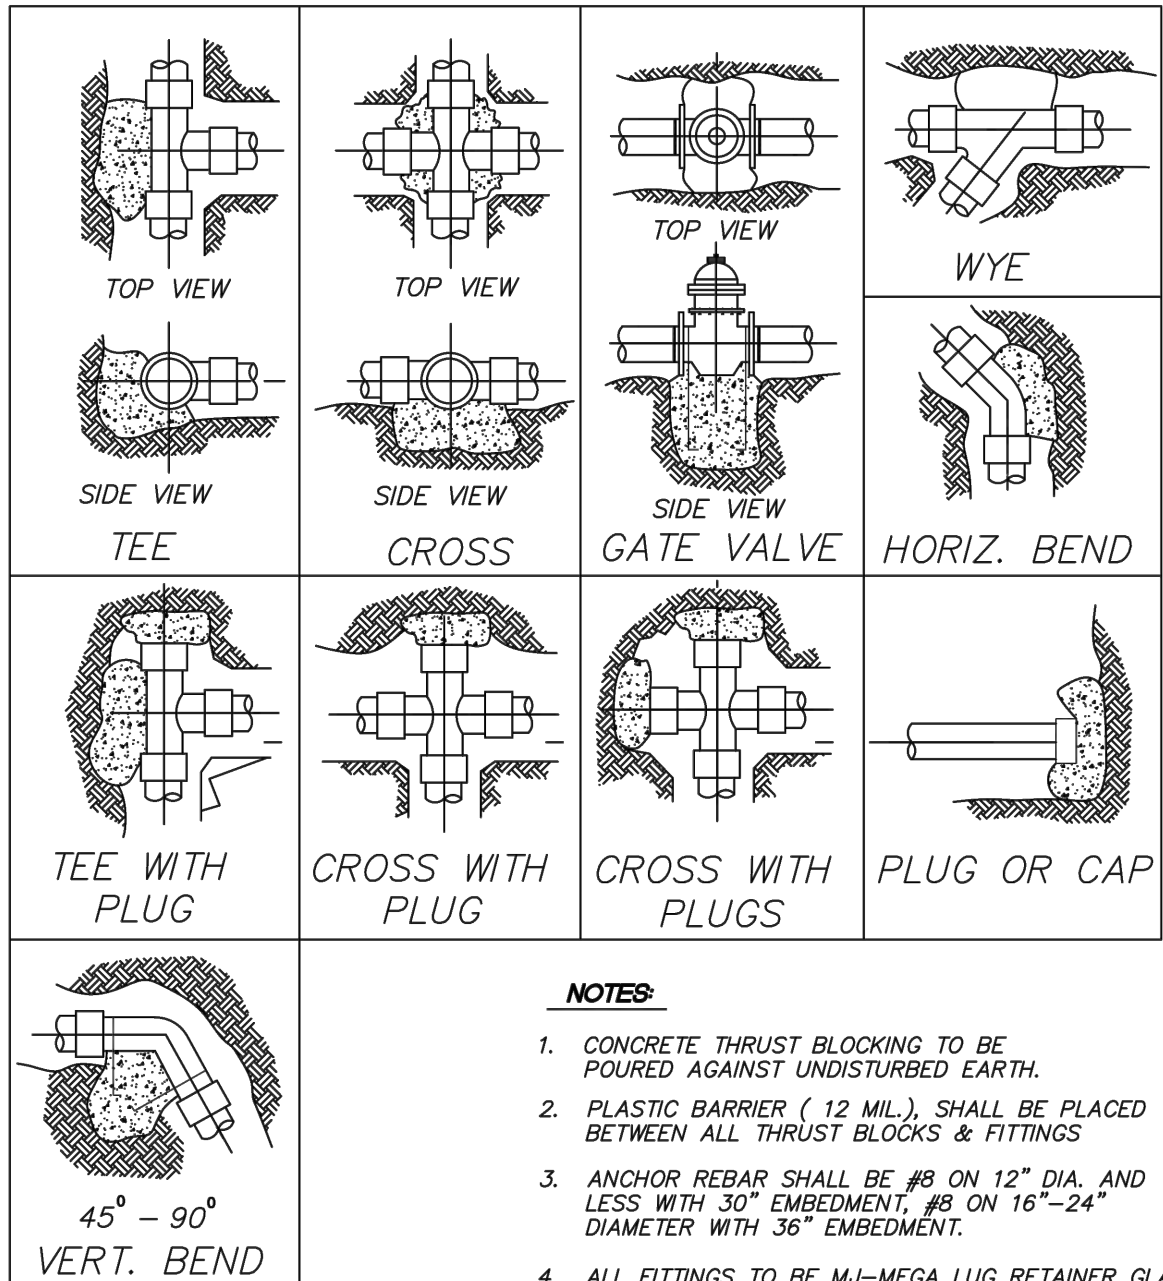 TOP VIEW
SIDE VIEW
TEE
TOP VIEW
SIDE VIEW
CROSS
TOP VIEW
SIDE VIEW
GATE VALVE
WYE
HORIZ. BEND
TEE WITH
PLUG
CROSS WITH
PLUG
CROSS WITH
PLUGS
PLUG OR CAP
45° – 90°
VERT. BEND
NOTES:
1. CONCRETE THRUST BLOCKING TO BE
POURED AGAINST UNDISTURBED EARTH.
2. PLASTIC BARRIER ( 12 MIL.), SHALL BE PLACED
BETWEEN ALL THRUST BLOCKS & FITTINGS
3. ANCHOR REBAR SHALL BE #8 ON 12" DIA. AND
LESS WITH 30" EMBEDMENT, #8 ON 16"–24"
DIAMETER WITH 36" EMBEDMENT.
4. ALL FITTINGS TO BE MJ–MEGA LUG RETAINER